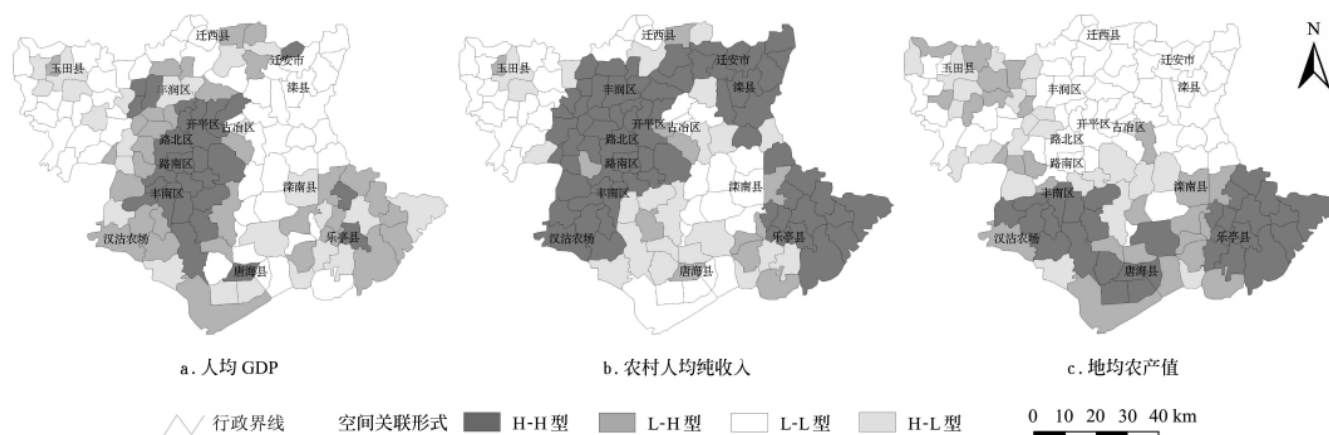 迁西县
迁安市
玉田县
丰润区
滦县
开平区
古冶区
路北区
路南区
丰南区
滦南县
汉沽农场
乐亭县
唐海县
a. 人均 GDP
迁西县
迁安市
玉田县
丰润区
滦县
开平区
古冶区
路北区
路南区
丰南区
滦南县
汉沽农场
乐亭县
唐海县
b. 农村人均纯收入
迁西县
迁安市
玉田县
丰润区
滦县
开平区
古冶区
路北区
路南区
丰南区
滦南县
汉沽农场
乐亭县
唐海县
c. 地均农产值
N
行政界线 空间关联形式 H-H 型 L-H 型 L-L 型 H-L 型
0 10 20 30 40 km